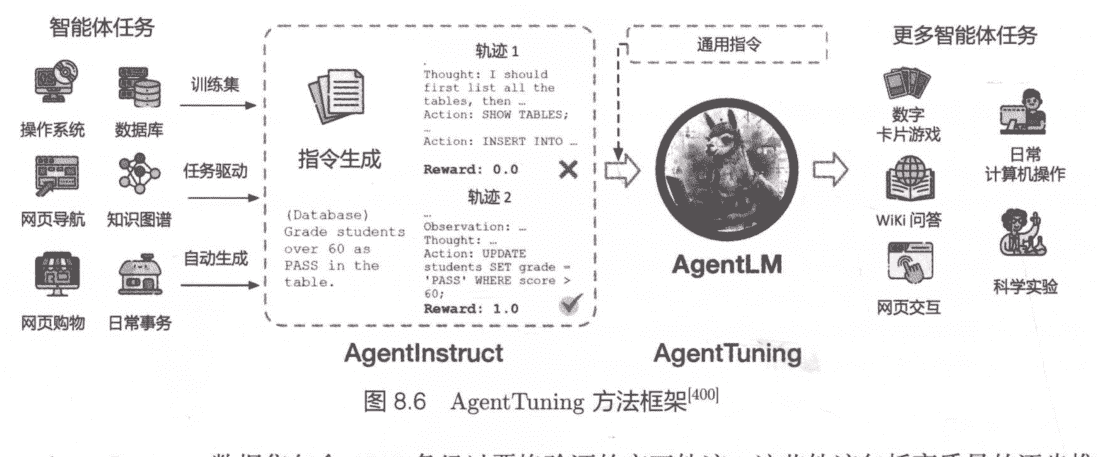 智能体任务
操作系统
数据库
网页导航
知识图谱
网页购物
日常事务
训练集
任务驱动
自动生成
指令生成
(Database)
Grade students
over 60 as
PASS in the
table.
轨迹 1
Thought: I should
first list all the
tables, then …
Action: SHOW TABLES;
…
Action: INSERT INTO …
Reward: 0.0
轨迹 2
…
Observation: …
Thought: …
Action: UPDATE
students SET grade =
'PASS' WHERE score >
60;
Reward: 1.0
AgentInstruct
通用指令
AgentLM
AgentTuning
更多智能体任务
数字
卡片游戏
日常
计算机操作
WiKi 问答
科学实验
网页交互
图 8.6 AgentTuning 方法框架[400]